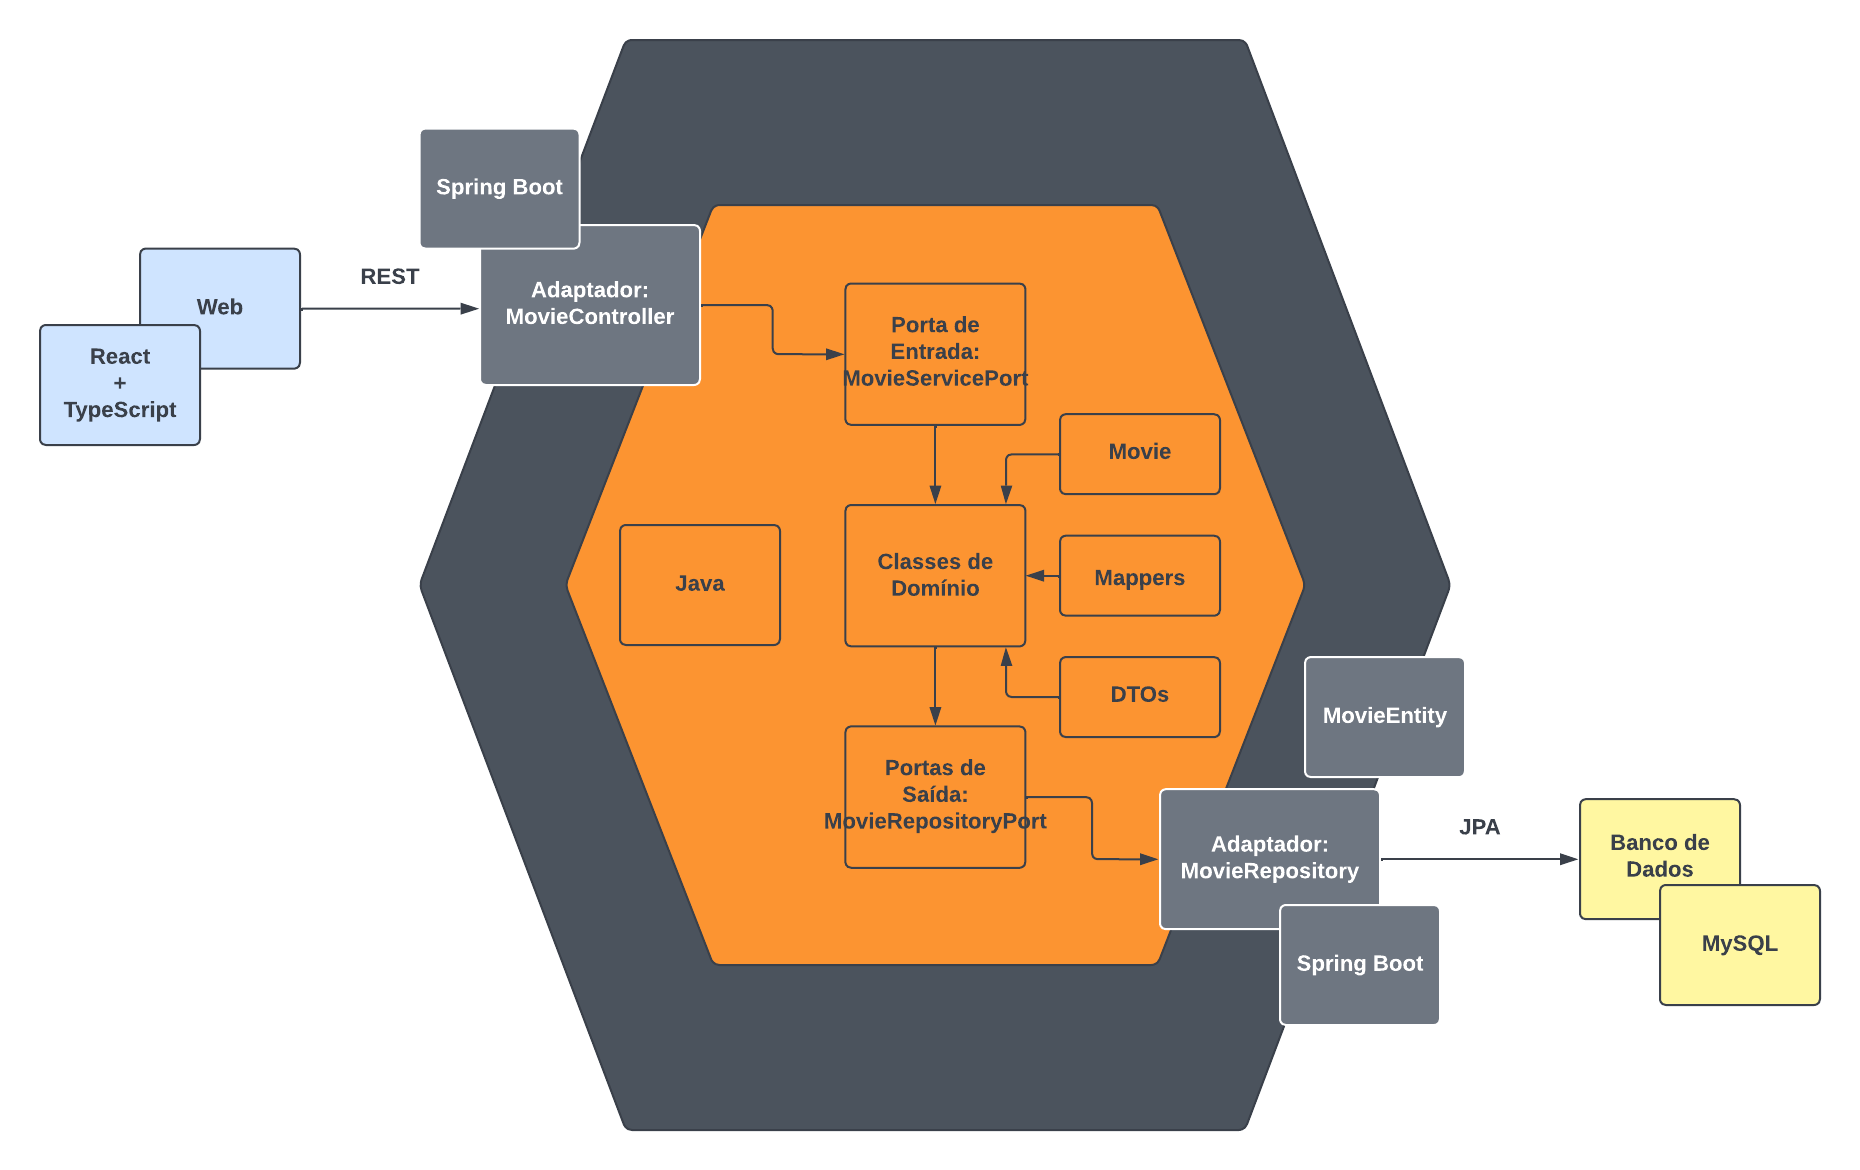 Spring Boot
Web
React
+
TypeScript
REST
Adaptador:
MovieController
Porta de
Entrada:
MovieServicePort
Movie
Java
Classes de
Domínio
Mappers
DTOs
Portas de
Saída:
MovieRepositoryPort
MovieEntity
Adaptador:
MovieRepository
Spring Boot
JPA
Banco de
Dados
MySQL